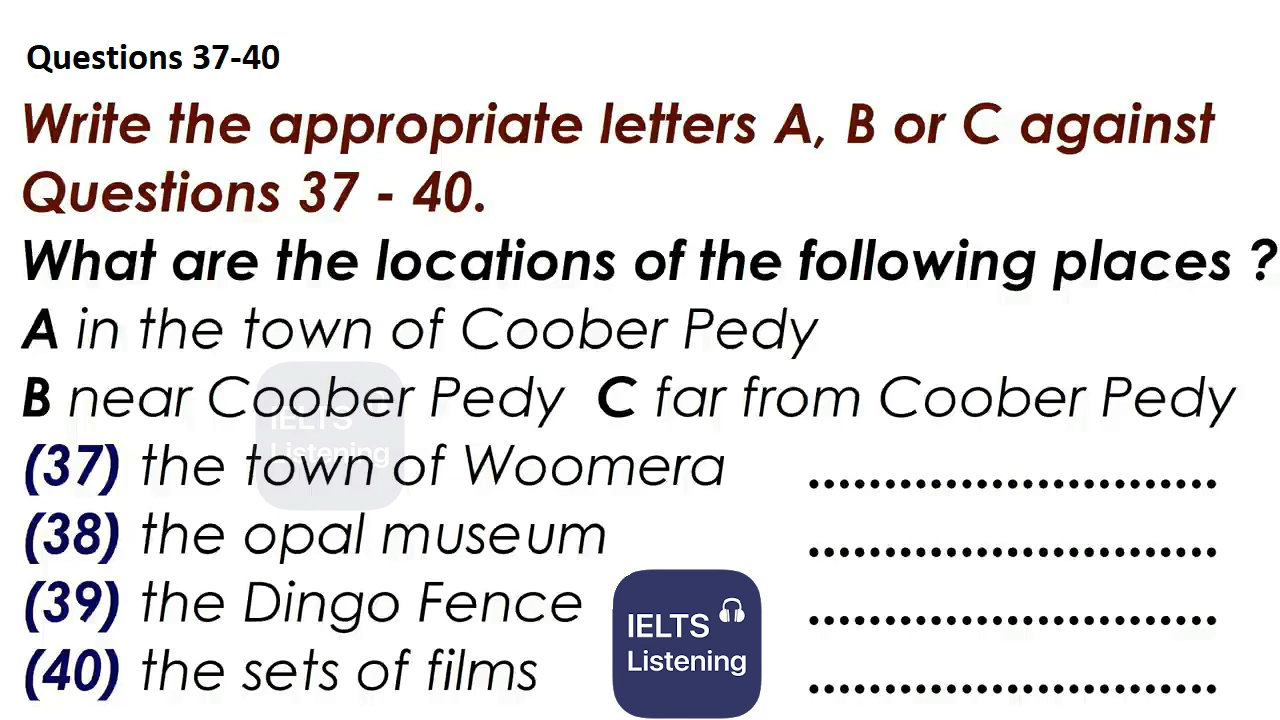 Questions 37-40
Write the appropriate letters A, B or C against
Questions 37 - 40.
What are the locations of the following places ?
A in the town of Coober Pedy
B near Coober Pedy C far from Coober Pedy
IELTS
Listening
(37) the town of Woomera ...........................
(38) the opal museum ...........................
(39) the Dingo Fence ...........................
(40) the sets of films ...........................
IELTS
Listening